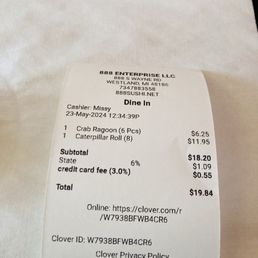 888 ENTERPRISE LLC
888 S WAYNE RD
WESTLAND, MI 48186
7347883558
888SUSHI.NET
Dine In
Cashier: Missy
23-May-2024 12:34:39P
1 Crab Ragoon (6 Pcs) $6.25
1 Caterpillar Roll (8) $11.95
Subtotal $18.20
State 6% $1.09
credit card fee (3.0%) $0.55
Total $19.84
Online: https://clover.com/r
/W7938BFWB4CR6
Clover ID: W7938BFWB4CR6
Clover Privacy Policy